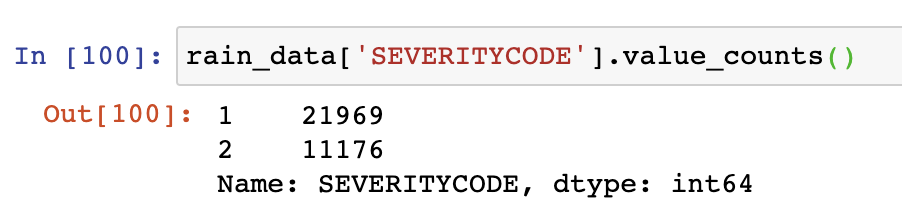 In [100]: rain_data['SEVERITYCODE'].value_counts()
Out[100]: 1    21969
2    11176
Name: SEVERITYCODE, dtype: int64